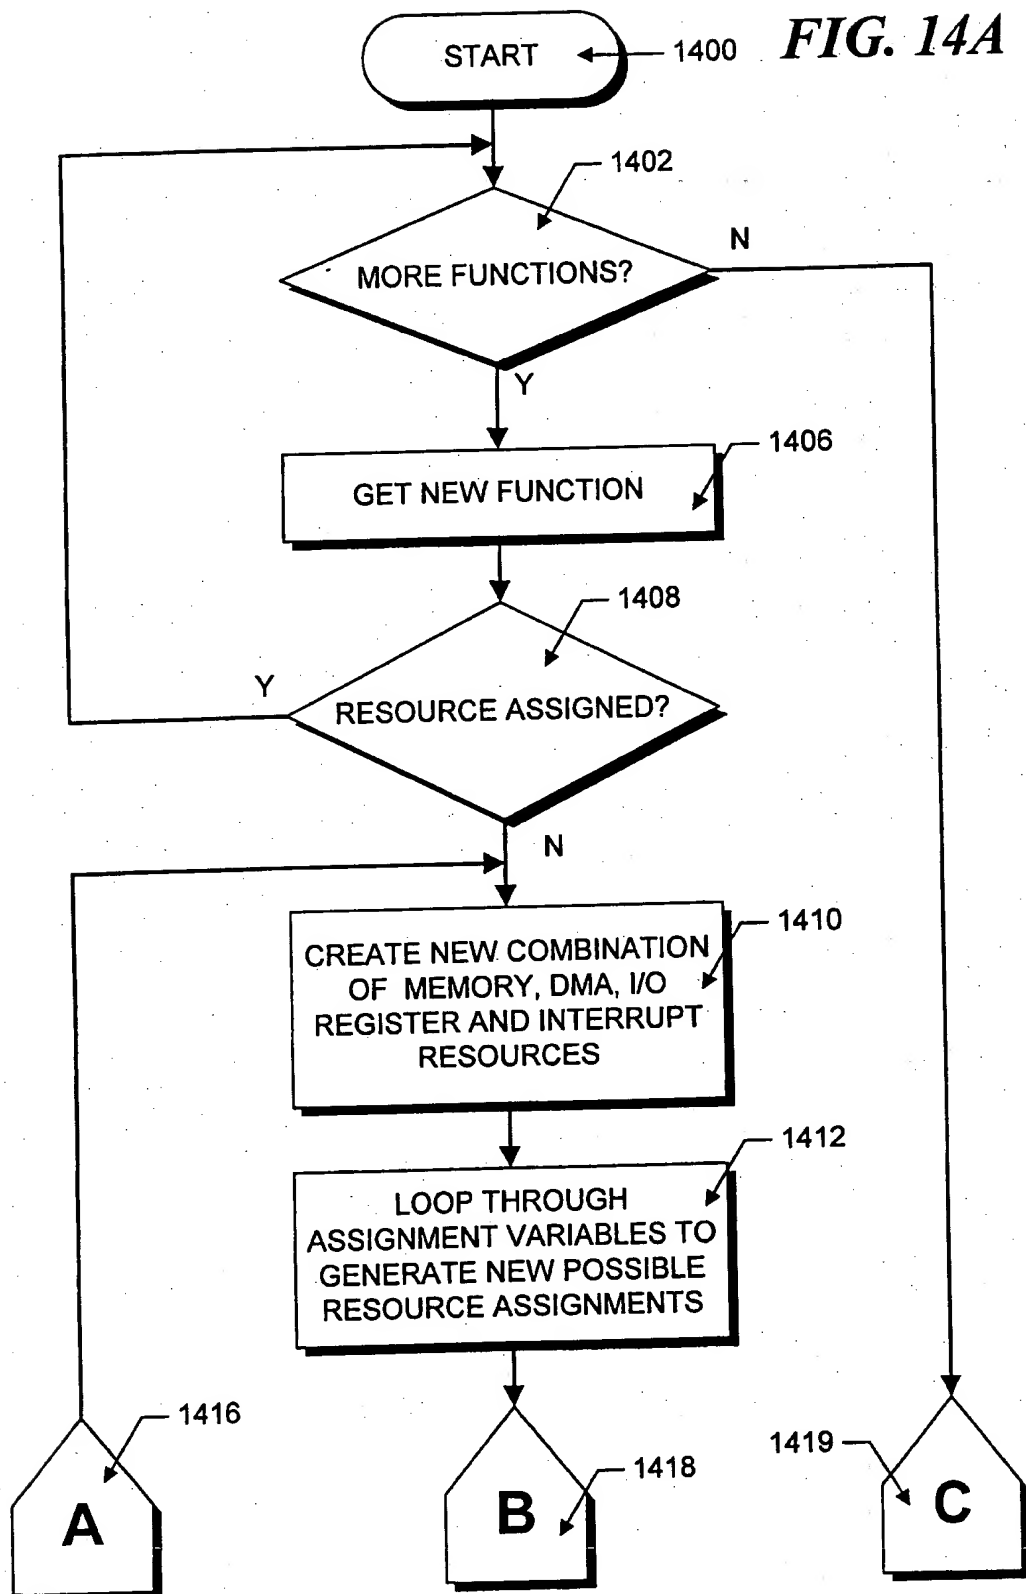 FIG. 14A
START
1400
1402
MORE FUNCTIONS?
N
Y
1406
GET NEW FUNCTION
1408
Y
RESOURCE ASSIGNED?
N
1410
CREATE NEW COMBINATION
OF MEMORY, DMA, I/O
REGISTER AND INTERRUPT
RESOURCES
1412
LOOP THROUGH
ASSIGNMENT VARIABLES TO
GENERATE NEW POSSIBLE
RESOURCE ASSIGNMENTS
1416
A
1418
B
1419
C